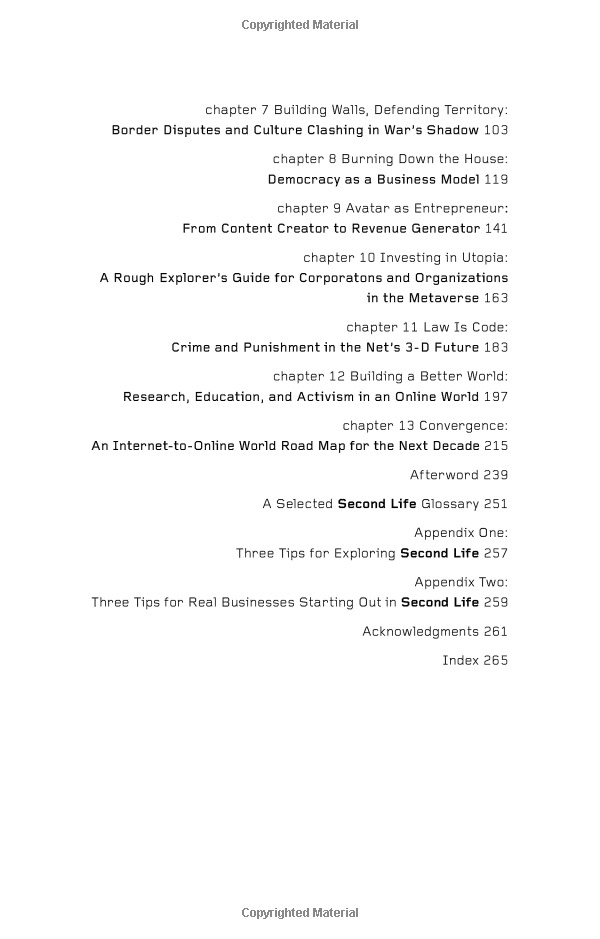 Copyrighted Material
chapter 7 Building Walls, Defending Territory:
Border Disputes and Culture Clashing in War's Shadow 103
chapter 8 Burning Down the House:
Democracy as a Business Model 119
chapter 9 Avatar as Entrepreneur:
From Content Creator to Revenue Generator 141
chapter 10 Investing in Utopia:
A Rough Explorer's Guide for Corporatons and Organizations
in the Metaverse 163
chapter 11 Law Is Code:
Crime and Punishment in the Net's 3-D Future 183
chapter 12 Building a Better World:
Research, Education, and Activism in an Online World 197
chapter 13 Convergence:
An Internet-to-Online World Road Map for the Next Decade 215
Afterword 239
A Selected Second Life Glossary 251
Appendix One:
Three Tips for Exploring Second Life 257
Appendix Two:
Three Tips for Real Businesses Starting Out in Second Life 259
Acknowledgments 261
Index 265
Copyrighted Material